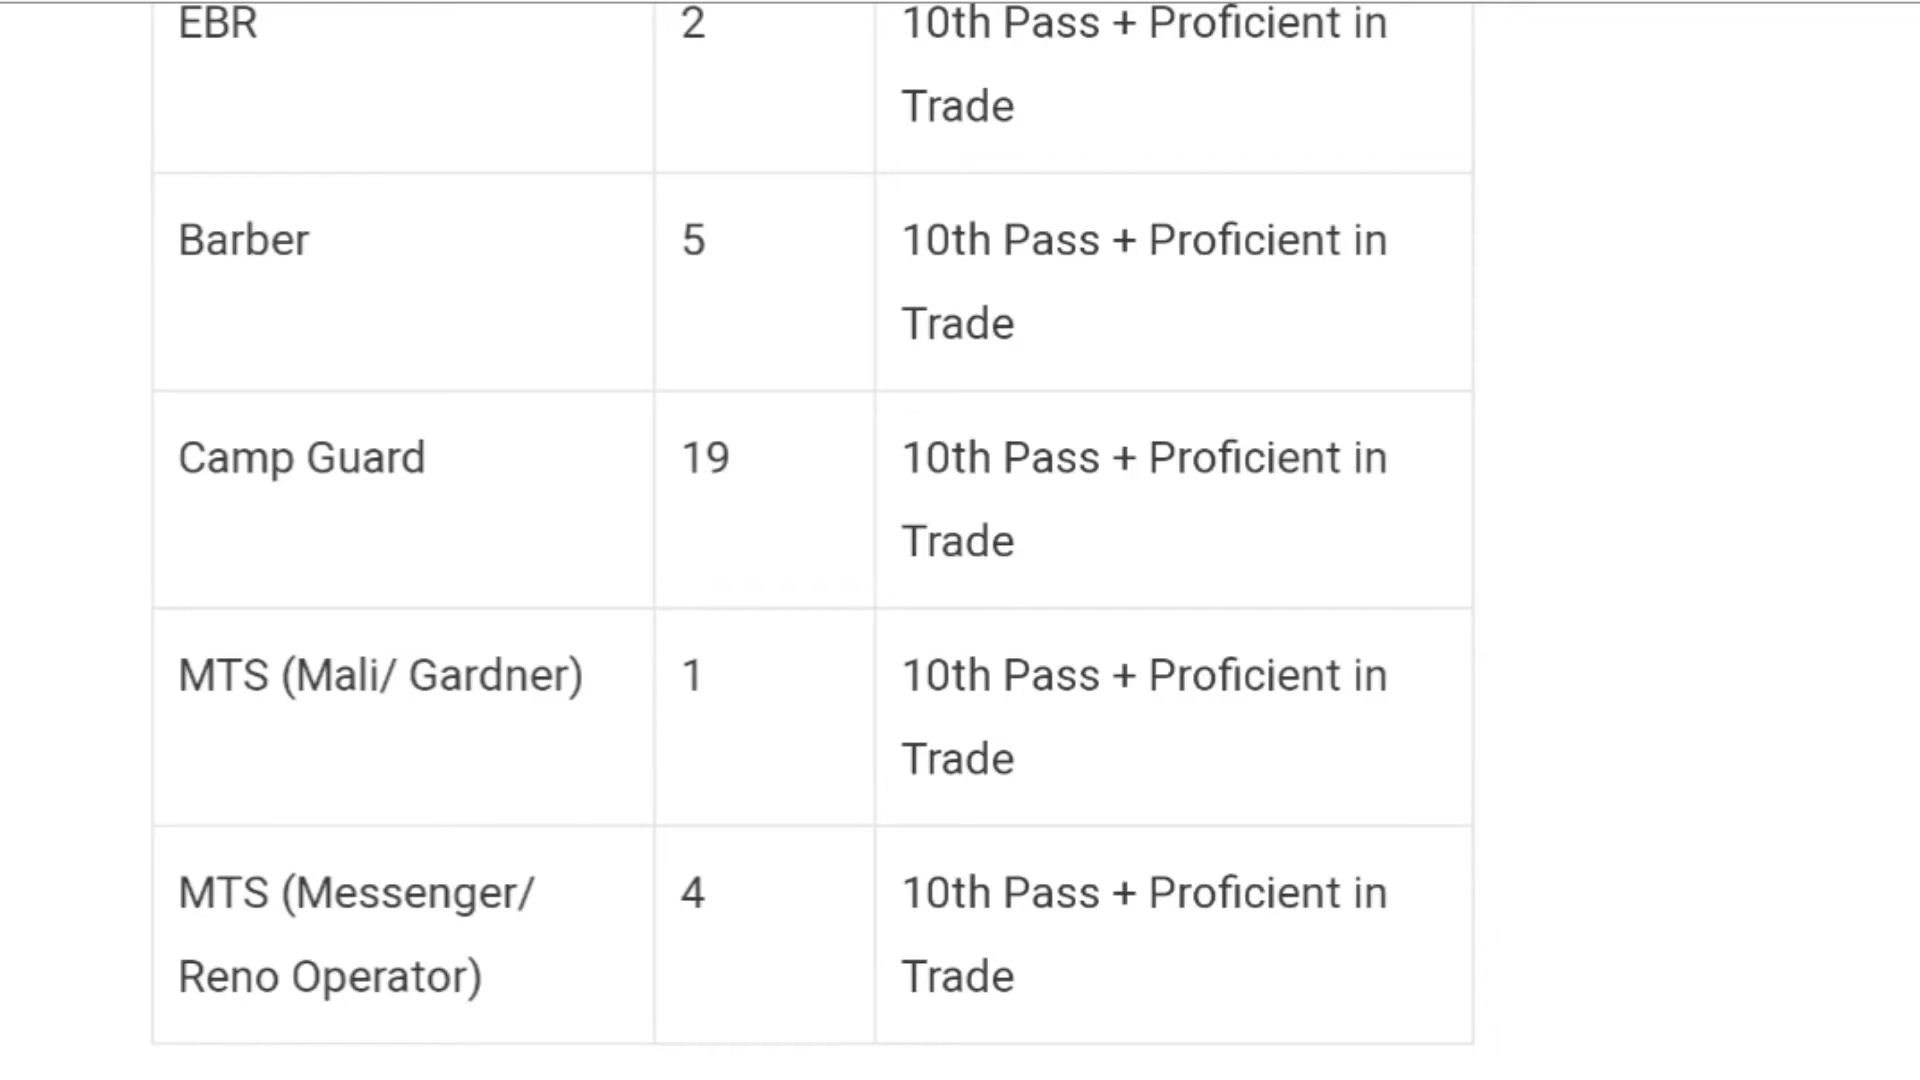 EBR 2 10th Pass + Proficient in
Trade
Barber 5 10th Pass + Proficient in
Trade
Camp Guard 19 10th Pass + Proficient in
Trade
MTS (Mali/ Gardner) 1 10th Pass + Proficient in
Trade
MTS (Messenger/ 4 10th Pass + Proficient in
Reno Operator) Trade